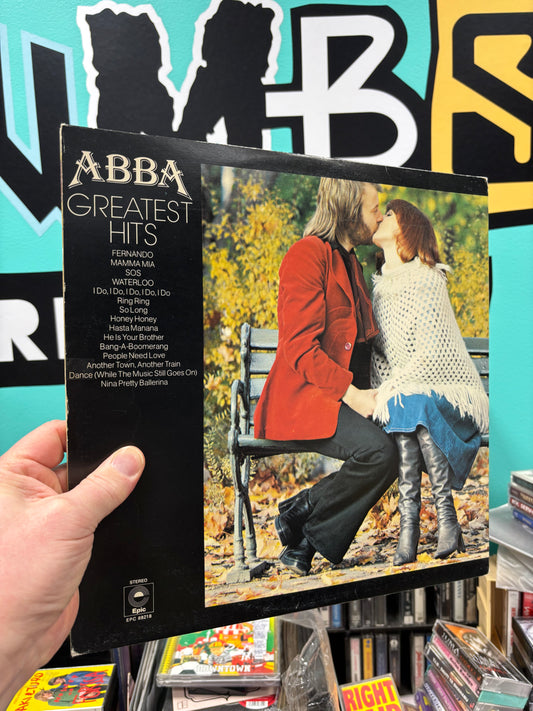 MBS
R
ABBA
GREATEST
HITS
FERNANDO
MAMMA MIA
SOS
WATERLOO
I Do, I Do, I Do, I Do, I Do
Ring Ring
So Long
Honey Honey
Hasta Manana
He Is Your Brother
Bang-A-Boomerang
People Need Love
Another Town, Another Train
Dance (While The Music Still Goes On)
Nina Pretty Ballerina
STEREO
Epic
EPC 69218
RIGHT